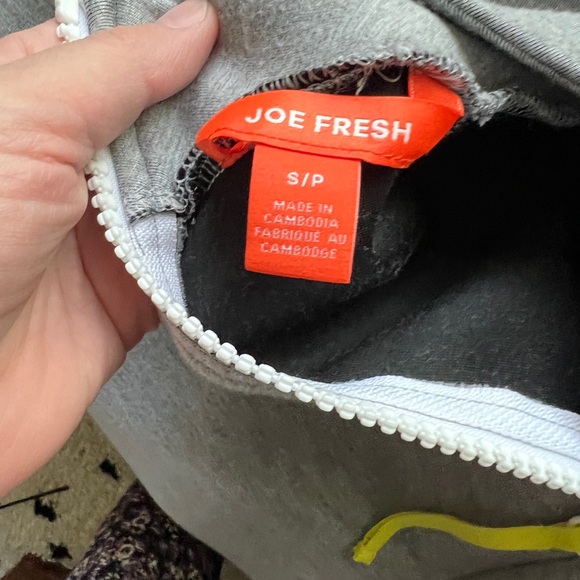 JOE FRESH
S/P
MADE IN
CAMBODIA
FABRIQUÉ AU
CAMBODGE